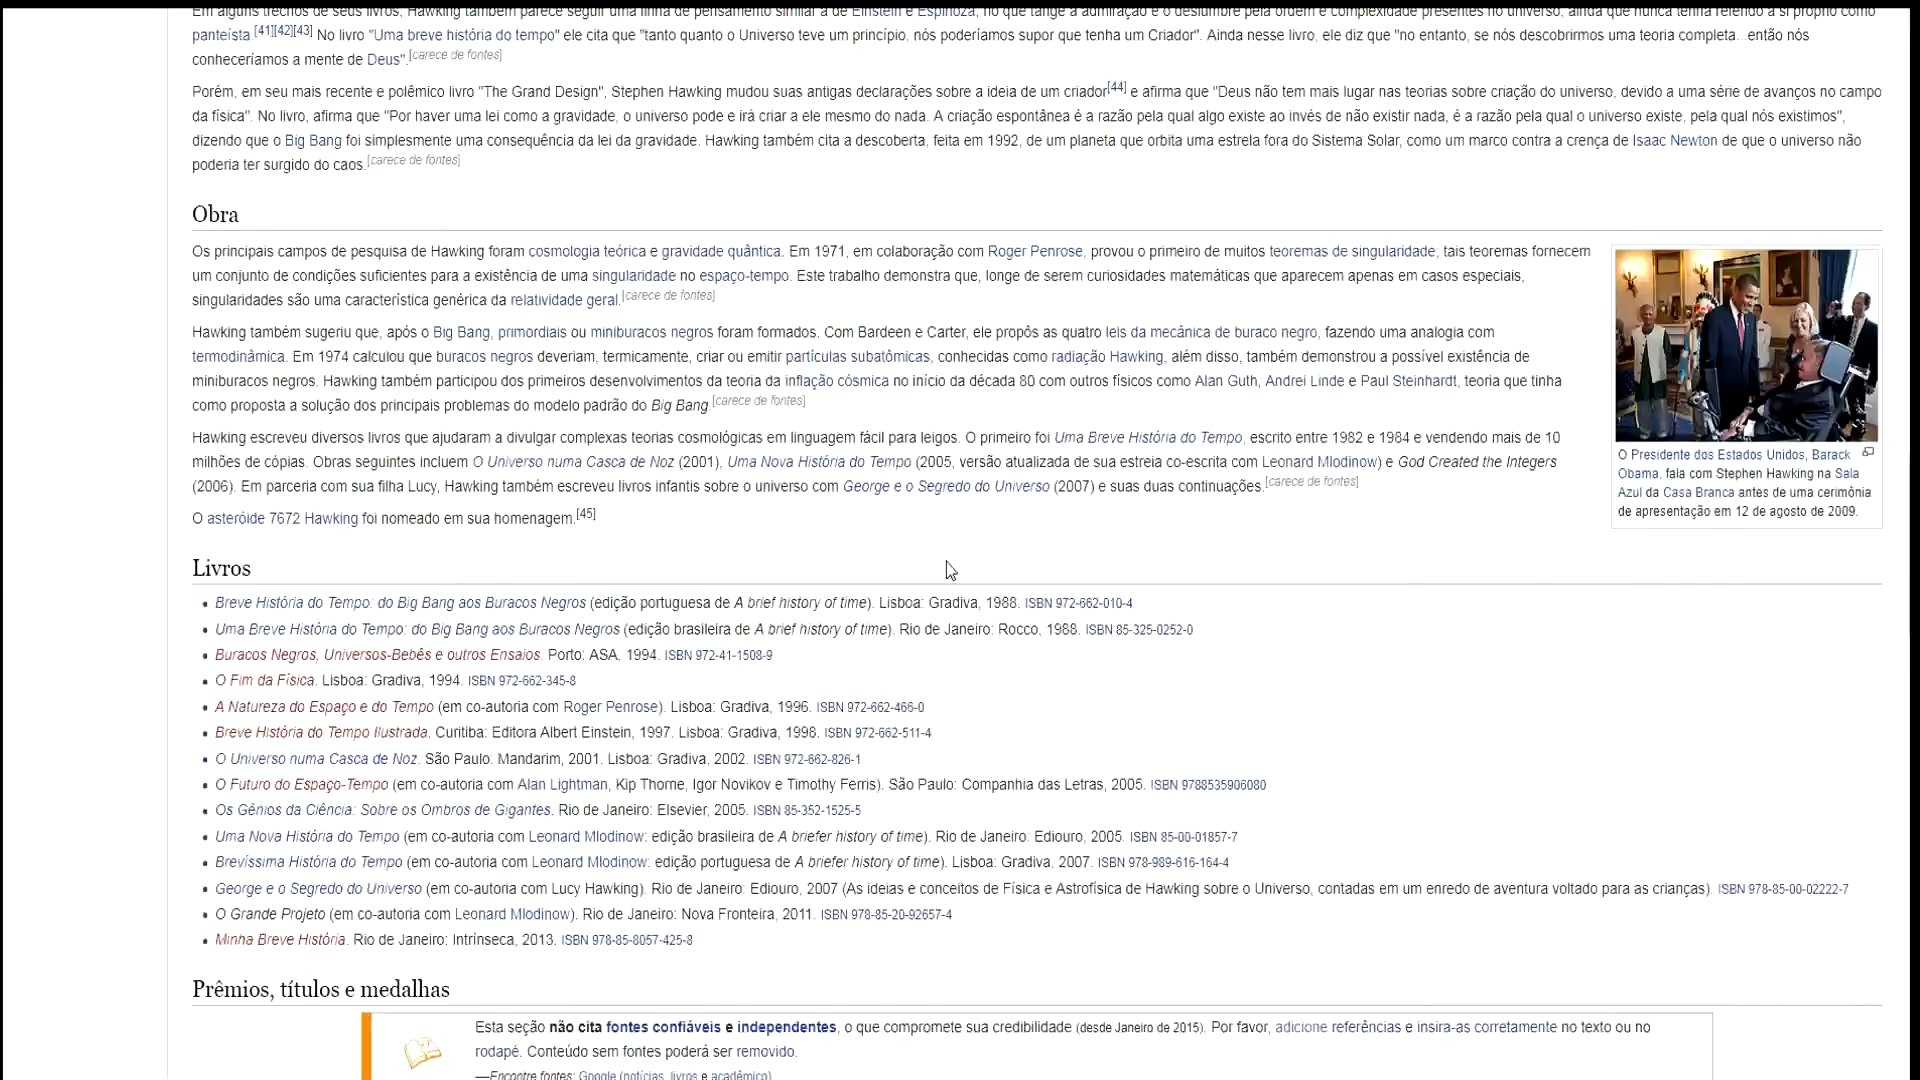 Em alguns trechos de seus livros, Hawking também parece seguir uma linha de pensamento similar a de Einstein e Espinoza, no que tange a admiração e o deslumbre pela ordem e complexidade presentes no universo, ainda que nunca tenha referido a si próprio como
panteísta.[41][42][43] No livro "Uma breve história do tempo" ele cita que "tanto quanto o Universo teve um princípio, nós poderíamos supor que tenha um Criador". Ainda nesse livro, ele diz que "no entanto, se nós descobrirmos uma teoria completa...então nós
conheceríamos a mente de Deus".[carece de fontes]
Porém, em seu mais recente e polêmico livro "The Grand Design", Stephen Hawking mudou suas antigas declarações sobre a ideia de um criador[44] e afirma que "Deus não tem mais lugar nas teorias sobre criação do universo, devido a uma série de avanços no campo
da física". No livro, afirma que "Por haver uma lei como a gravidade, o universo pode e irá criar a ele mesmo do nada. A criação espontânea é a razão pela qual algo existe ao invés de não existir nada, é a razão pela qual o universo existe, pela qual nós existimos",
dizendo que o Big Bang foi simplesmente uma consequência da lei da gravidade. Hawking também cita a descoberta, feita em 1992, de um planeta que orbita uma estrela fora do Sistema Solar, como um marco contra a crença de Isaac Newton de que o universo não
poderia ter surgido do caos.[carece de fontes]
Obra
Os principais campos de pesquisa de Hawking foram cosmologia teórica e gravidade quântica. Em 1971, em colaboração com Roger Penrose, provou o primeiro de muitos teoremas de singularidade; tais teoremas fornecem
um conjunto de condições suficientes para a existência de uma singularidade no espaço-tempo. Este trabalho demonstra que, longe de serem curiosidades matemáticas que aparecem apenas em casos especiais,
singularidades são uma característica genérica da relatividade geral.[carece de fontes]
Hawking também sugeriu que, após o Big Bang, primordiais ou miniburacos negros foram formados. Com Bardeen e Carter, ele propôs as quatro leis da mecânica de buraco negro, fazendo uma analogia com
termodinâmica. Em 1974 calculou que buracos negros deveriam, termicamente, criar ou emitir partículas subatômicas, conhecidas como radiação Hawking, além disso, também demonstrou a possível existência de
miniburacos negros. Hawking também participou dos primeiros desenvolvimentos da teoria da inflação cósmica no início da década 80 com outros físicos como Alan Guth, Andrei Linde e Paul Steinhardt, teoria que tinha
como proposta a solução dos principais problemas do modelo padrão do Big Bang.[carece de fontes]
Hawking escreveu diversos livros que ajudaram a divulgar complexas teorias cosmológicas em linguagem fácil para leigos. O primeiro foi Uma Breve História do Tempo, escrito entre 1982 e 1984 e vendendo mais de 10
milhões de cópias. Obras seguintes incluem O Universo numa Casca de Noz (2001), Uma Nova História do Tempo (2005, versão atualizada de sua estreia co-escrita com Leonard Mlodinow) e God Created the Integers
(2006). Em parceria com sua filha Lucy, Hawking também escreveu livros infantis sobre o universo com George e o Segredo do Universo (2007) e suas duas continuações.[carece de fontes]
O asteróide 7672 Hawking foi nomeado em sua homenagem.[45]
O Presidente dos Estados Unidos, Barack
Obama, fala com Stephen Hawking na Sala
Azul da Casa Branca antes de uma cerimônia
de apresentação em 12 de agosto de 2009.
Livros
Breve História do Tempo: do Big Bang aos Buracos Negros (edição portuguesa de A brief history of time). Lisboa: Gradiva, 1988. ISBN 972-662-010-4
Uma Breve História do Tempo: do Big Bang aos Buracos Negros (edição brasileira de A brief history of time). Rio de Janeiro: Rocco, 1988. ISBN 85-325-0252-0
Buracos Negros, Universos-Bebés e outros Ensaios. Porto: ASA, 1994. ISBN 972-41-1508-9
O Fim da Física. Lisboa: Gradiva, 1994. ISBN 972-662-345-8
A Natureza do Espaço e do Tempo (em co-autoria com Roger Penrose). Lisboa: Gradiva, 1996. ISBN 972-662-466-0
Breve História do Tempo Ilustrada. Curitiba: Editora Albert Einstein, 1997. Lisboa: Gradiva, 1998. ISBN 972-662-511-4
O Universo numa Casca de Noz. São Paulo: Mandarim, 2001. Lisboa: Gradiva, 2002. ISBN 972-662-826-1
O Futuro do Espaço-Tempo (em co-autoria com Alan Lightman, Kip Thorne, Igor Novikov e Timothy Ferris). São Paulo: Companhia das Letras, 2005. ISBN 9788535906080
Os Gênios da Ciência: Sobre os Ombros de Gigantes. Rio de Janeiro: Elsevier, 2005. ISBN 85-352-1525-5
Uma Nova História do Tempo (em co-autoria com Leonard Mlodinow: edição brasileira de A briefer history of time). Rio de Janeiro: Ediouro, 2005. ISBN 85-00-01857-7
Brevíssima História do Tempo (em co-autoria com Leonard Mlodinow: edição portuguesa de A briefer history of time). Lisboa: Gradiva, 2007. ISBN 978-989-616-164-4
George e o Segredo do Universo (em co-autoria com Lucy Hawking). Rio de Janeiro: Ediouro, 2007 (As ideias e conceitos de Física e Astrofísica de Hawking sobre o Universo, contadas em um enredo de aventura voltado para as crianças). ISBN 978-85-00-02222-7
O Grande Projeto (em co-autoria com Leonard Mlodinow). Rio de Janeiro: Nova Fronteira, 2011. ISBN 978-85-20-92657-4
Minha Breve História. Rio de Janeiro: Intrínseca, 2013. ISBN 978-85-8057-425-8
Prêmios, títulos e medalhas
Esta seção não cita fontes confiáveis e independentes, o que compromete sua credibilidade (desde Janeiro de 2015). Por favor, adicione referências e insira-as corretamente no texto ou no
rodapé. Conteúdo sem fontes poderá ser removido.
—Encontre fontes: Google (notícias, livros e acadêmico)